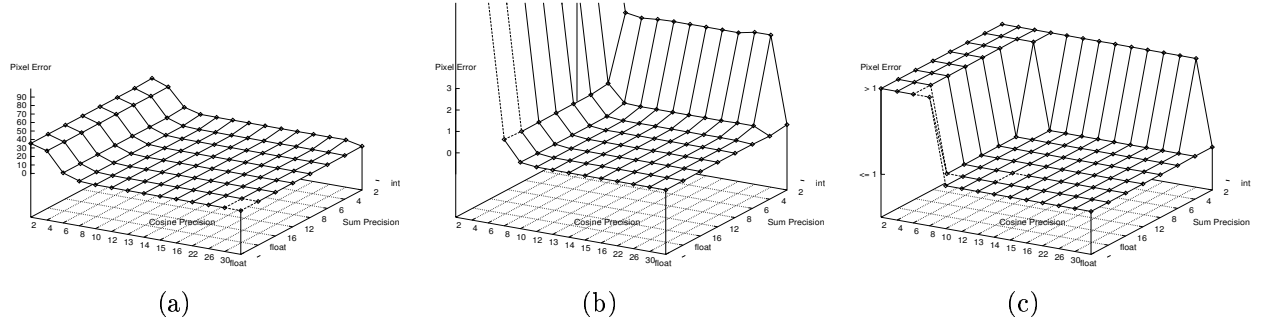 Pixel Error
90
80
70
60
50
40
30
20
10
0
2 4 6 8 10 12 13 14 15 16 22 26 30 float
Cosine Precision
float 16 12 6 4 2 int
Sum Precision
(a)
Pixel Error
3
2
1
0
2 4 6 8 10 12 13 14 15 16 22 26 30 float
Cosine Precision
float 16 12 6 4 2 int
Sum Precision
(b)
Pixel Error
> 1
<= 1
2 4 6 8 10 12 13 14 15 16 22 26 30 float
Cosine Precision
float 16 12 6 4 2 int
Sum Precision
(c)